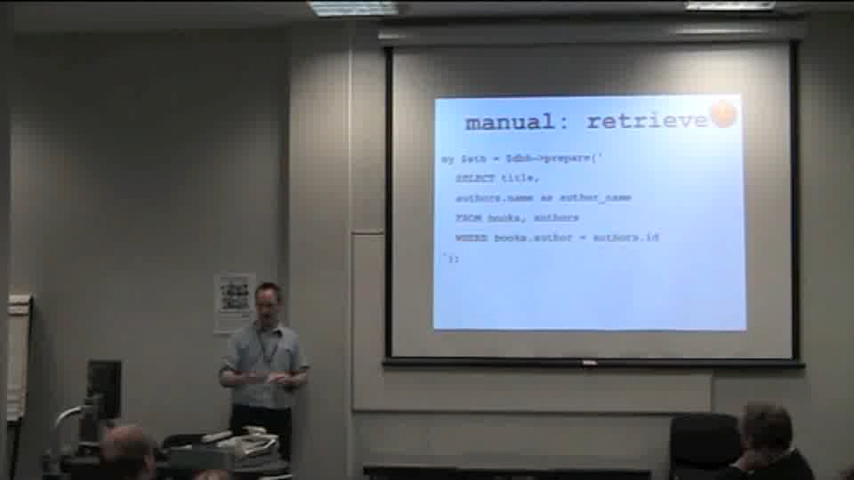 manual: retrieve
my $sth = $dbh->prepare('
SELECT title,
authors.name as author_name
FROM books, authors
WHERE books.author = authors.id
');